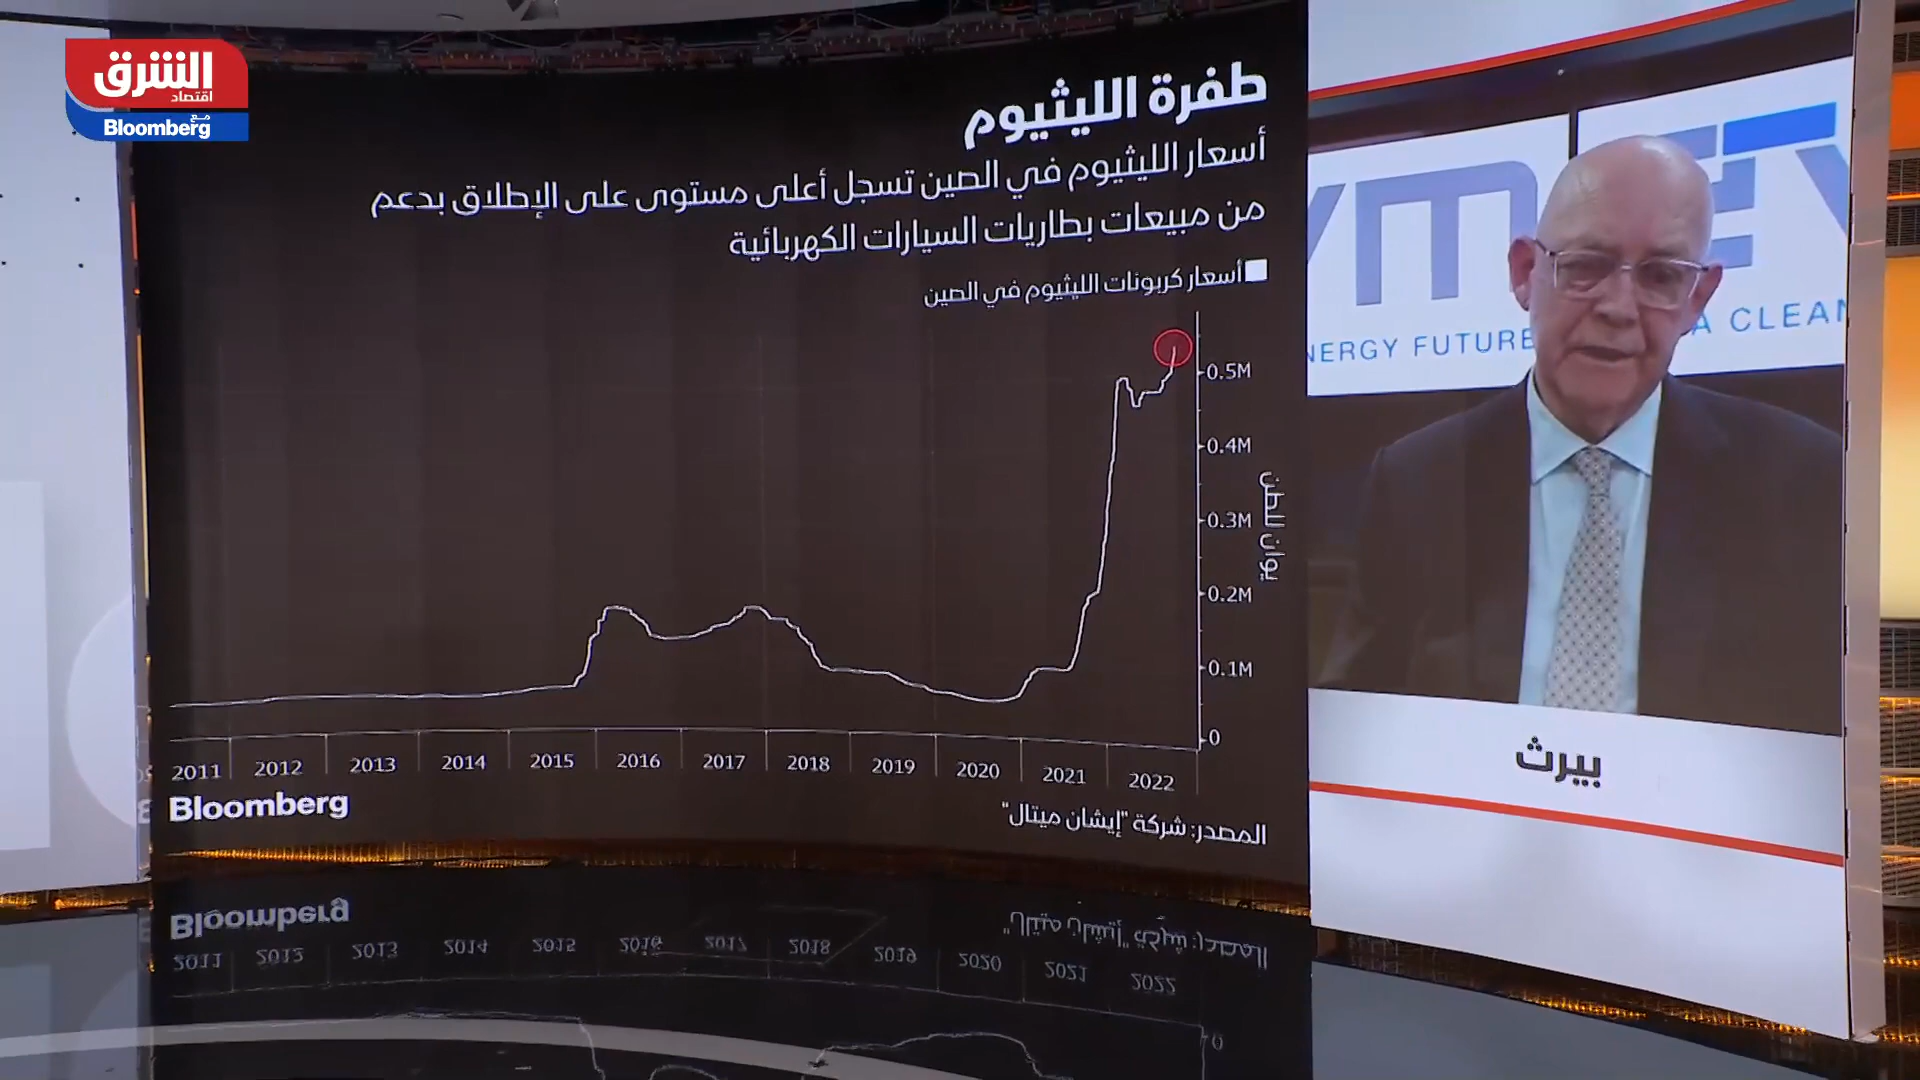 الشرق
اقتصاد
مع
Bloomberg
طفرة الليثيوم
أسعار الليثيوم في الصين تسجل أعلى مستوى على الإطلاق بدعم
من مبيعات بطاريات السيارات الكهربائية
أسعار كربونات الليثيوم في الصين
0.5M
0.4M
0.3M
0.2M
0.1M
0
يوان للطن
2011 2012 2013 2014 2015 2016 2017 2018 2019 2020 2021 2022
Bloomberg
المصدر: شركة "إيشان ميتال"
NERGY FUTURE A CLEAN
بيرث